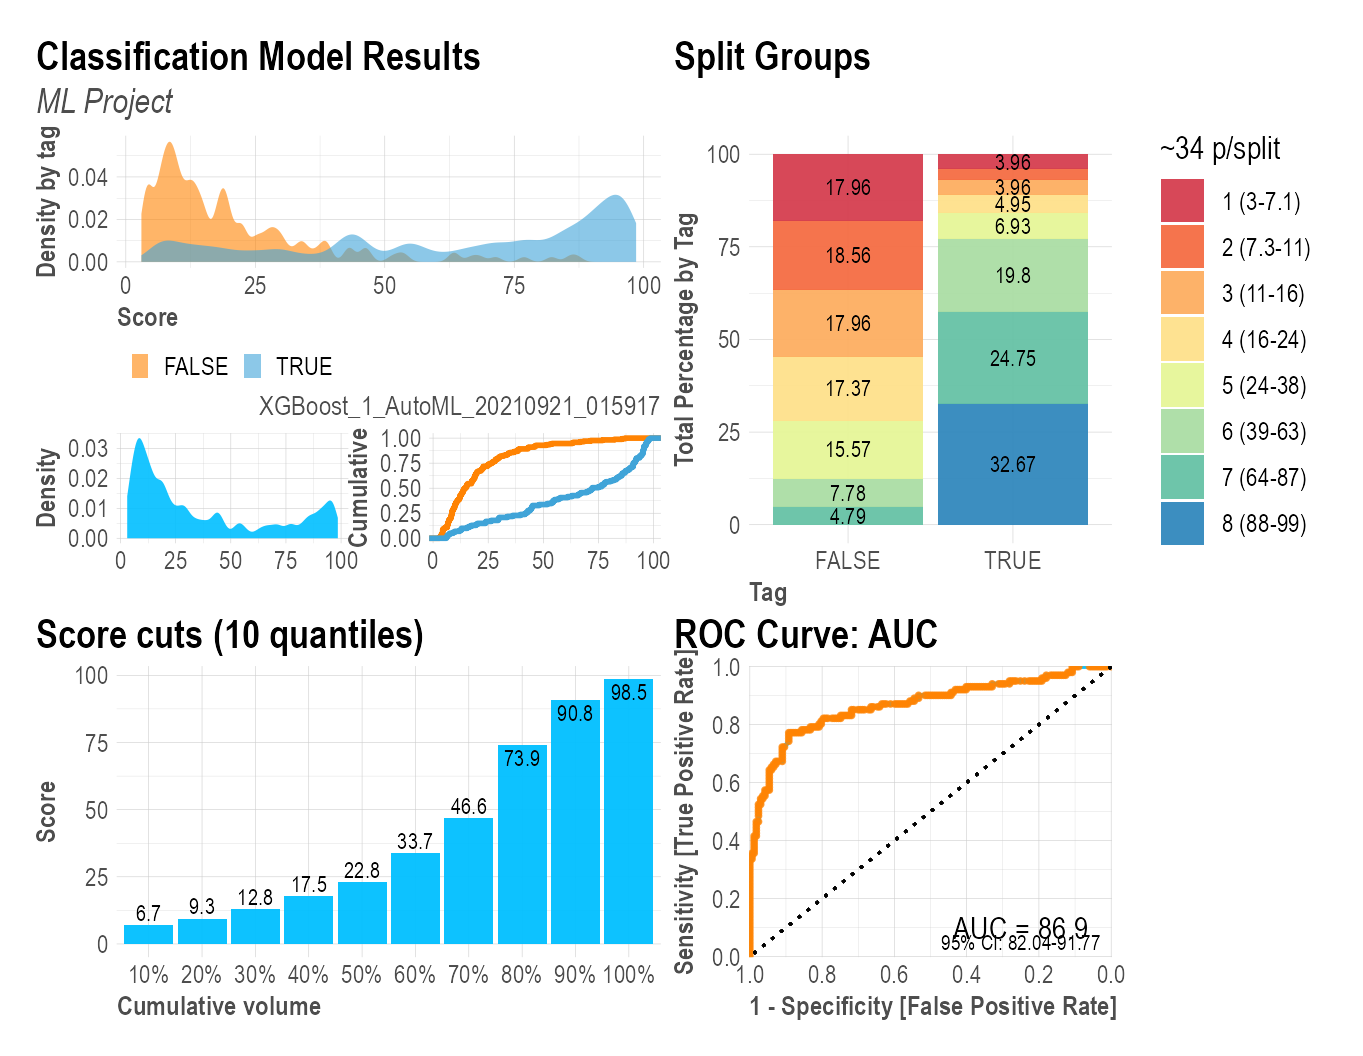 Classification Model Results
ML Project
Density by tag
0.04
0.02
0.00
0 25 50 75 100
Score
FALSE TRUE
XGBoost_1_AutoML_20210921_015917
Density
0.03
0.02
0.01
0.00
0 25 50 75 100
Cumulative
1.00
0.75
0.50
0.25
0.00
0 25 50 75 100
Split Groups
Total Percentage by Tag
100
75
50
25
0
17.96
18.56
17.96
17.37
15.57
7.78
4.79
3.96
3.96
4.95
6.93
19.8
24.75
32.67
FALSE TRUE
Tag
~34 p/split
1 (3-7.1)
2 (7.3-11)
3 (11-16)
4 (16-24)
5 (24-38)
6 (39-63)
7 (64-87)
8 (88-99)
Score cuts (10 quantiles)
Score
100
75
50
25
0
6.7 9.3 12.8 17.5 22.8 33.7 46.6 73.9 90.8 98.5
10% 20% 30% 40% 50% 60% 70% 80% 90% 100%
Cumulative volume
ROC Curve: AUC
Sensitivity [True Positive Rate]
1.0
0.8
0.6
0.4
0.2
0.0
AUC = 86.9
95% CI: 82.04-91.77
1.0 0.8 0.6 0.4 0.2 0.0
1 - Specificity [False Positive Rate]